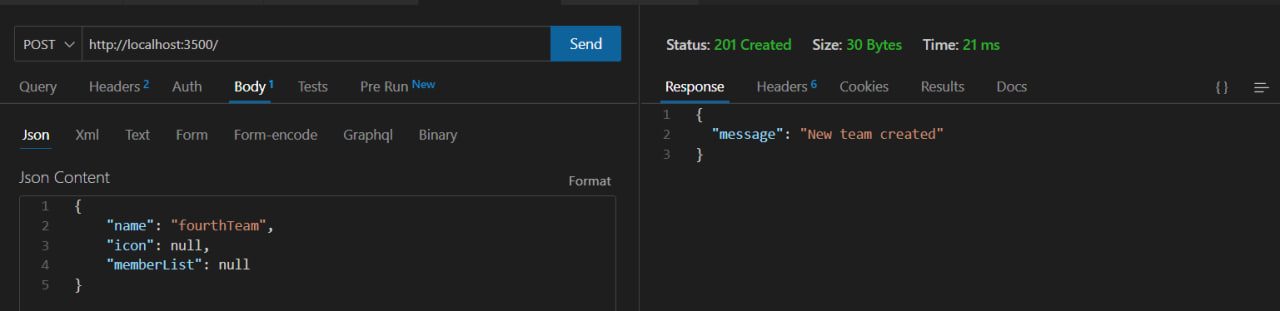 POST http://localhost:3500/ Send
Query Headers 2 Auth Body 1 Tests Pre Run New
Json Xml Text Form Form-encode Graphql Binary
Json Content Format
1 {
2 "name": "fourthTeam",
3 "icon": null,
4 "memberList": null
5 }
Status: 201 Created Size: 30 Bytes Time: 21 ms
Response Headers 6 Cookies Results Docs { }
1 {
2 "message": "New team created"
3 }